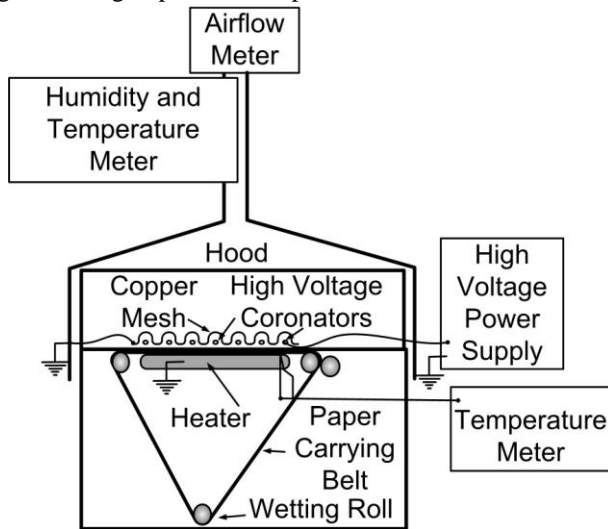 Airflow
Meter
Humidity and
Temperature
Meter
Hood
High
Voltage
Power
Supply
Copper
Mesh
High Voltage
Coronators
Heater
Paper
Carrying
Belt
Wetting Roll
Temperature
Meter